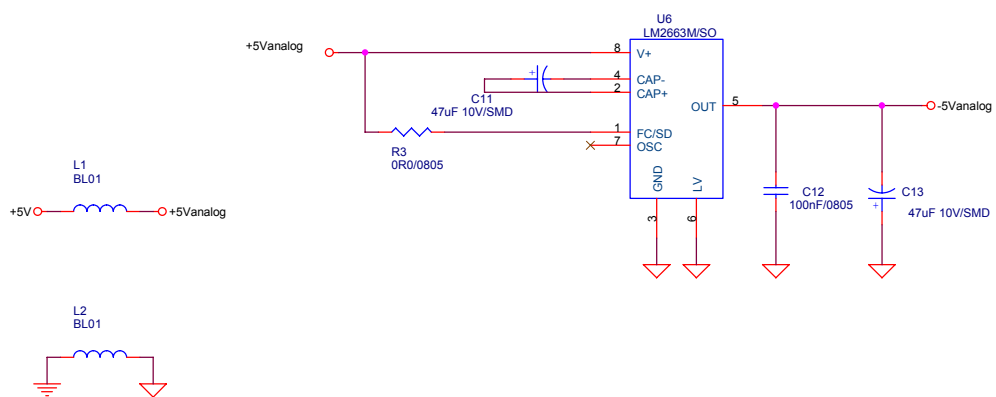 U6
LM2663M/SO
+5Vanalog
8
V+
4
CAP-
2
CAP+
+
C11
47uF 10V/SMD
OUT
5
-5Vanalog
1
FC/SD
7
OSC
R3
0R0/0805
GND
LV
3
6
C12
100nF/0805
C13
+
47uF 10V/SMD
L1
BL01
+5V
+5Vanalog
L2
BL01